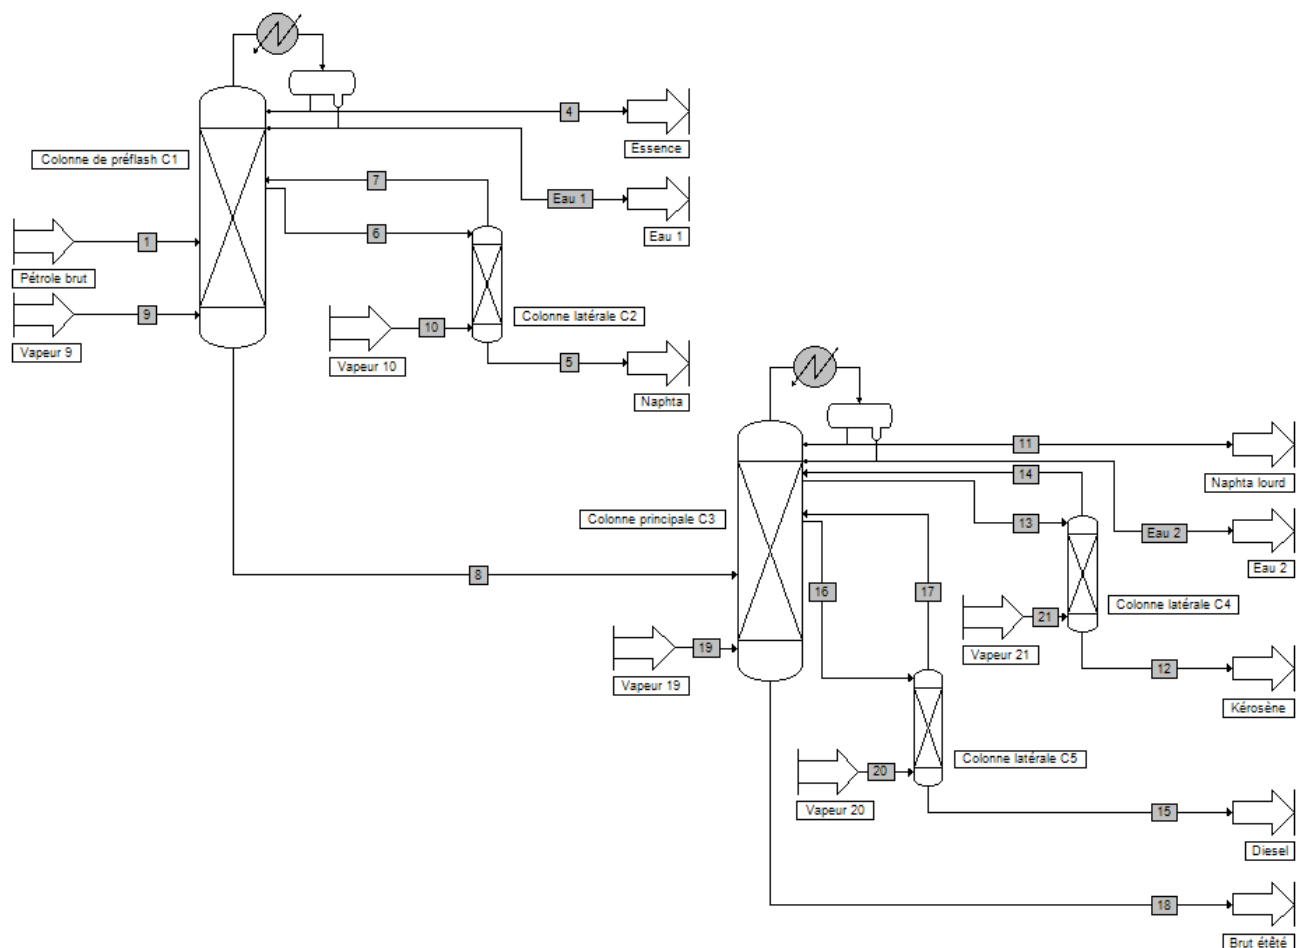 4
Essence
Colonne de préflash C1
7
Eau 1
6
Eau 1
1
Pétrole brut
9
Vapeur 9
10
Colonne latérale C2
Vapeur 10
5
Naphta
11
14
Naphta lourd
Colonne principale C3
13
Eau 2
Eau 2
8
16
17
Colonne latérale C4
21
Vapeur 21
19
Vapeur 19
12
Kérosène
Colonne latérale C5
20
Vapeur 20
15
Diesel
18
Brut étêté